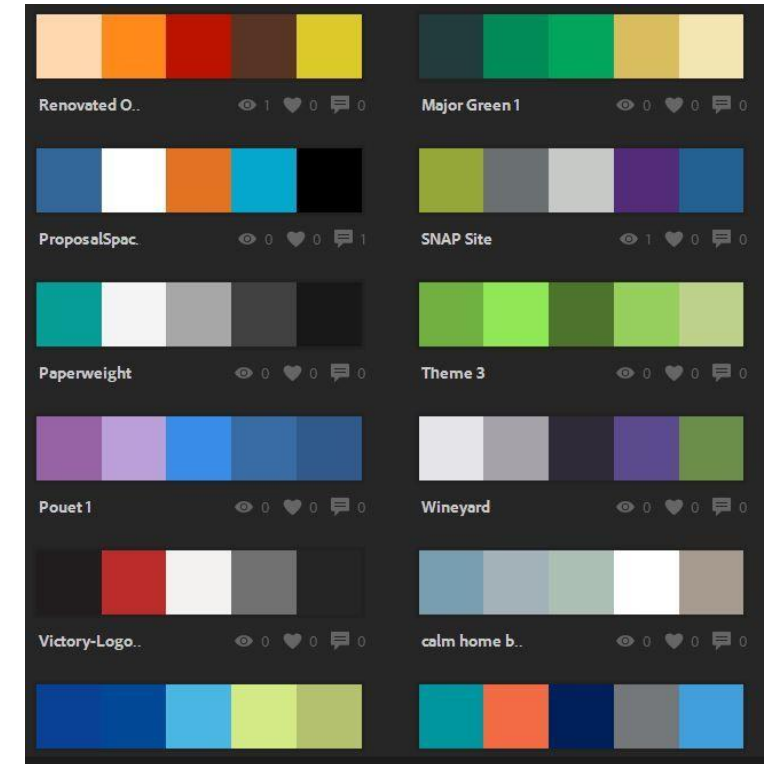 Renovated O.. 1 0 0
Major Green 1 0 0 0
ProposalSpac. 0 0 1
SNAP Site 1 0 0
Paperweight 0 0 0
Theme 3 0 0 0
Pouet 1 0 0 0
Wineyard 0 0 0
Victory-Logo.. 0 0 0
calm home b.. 0 0 0